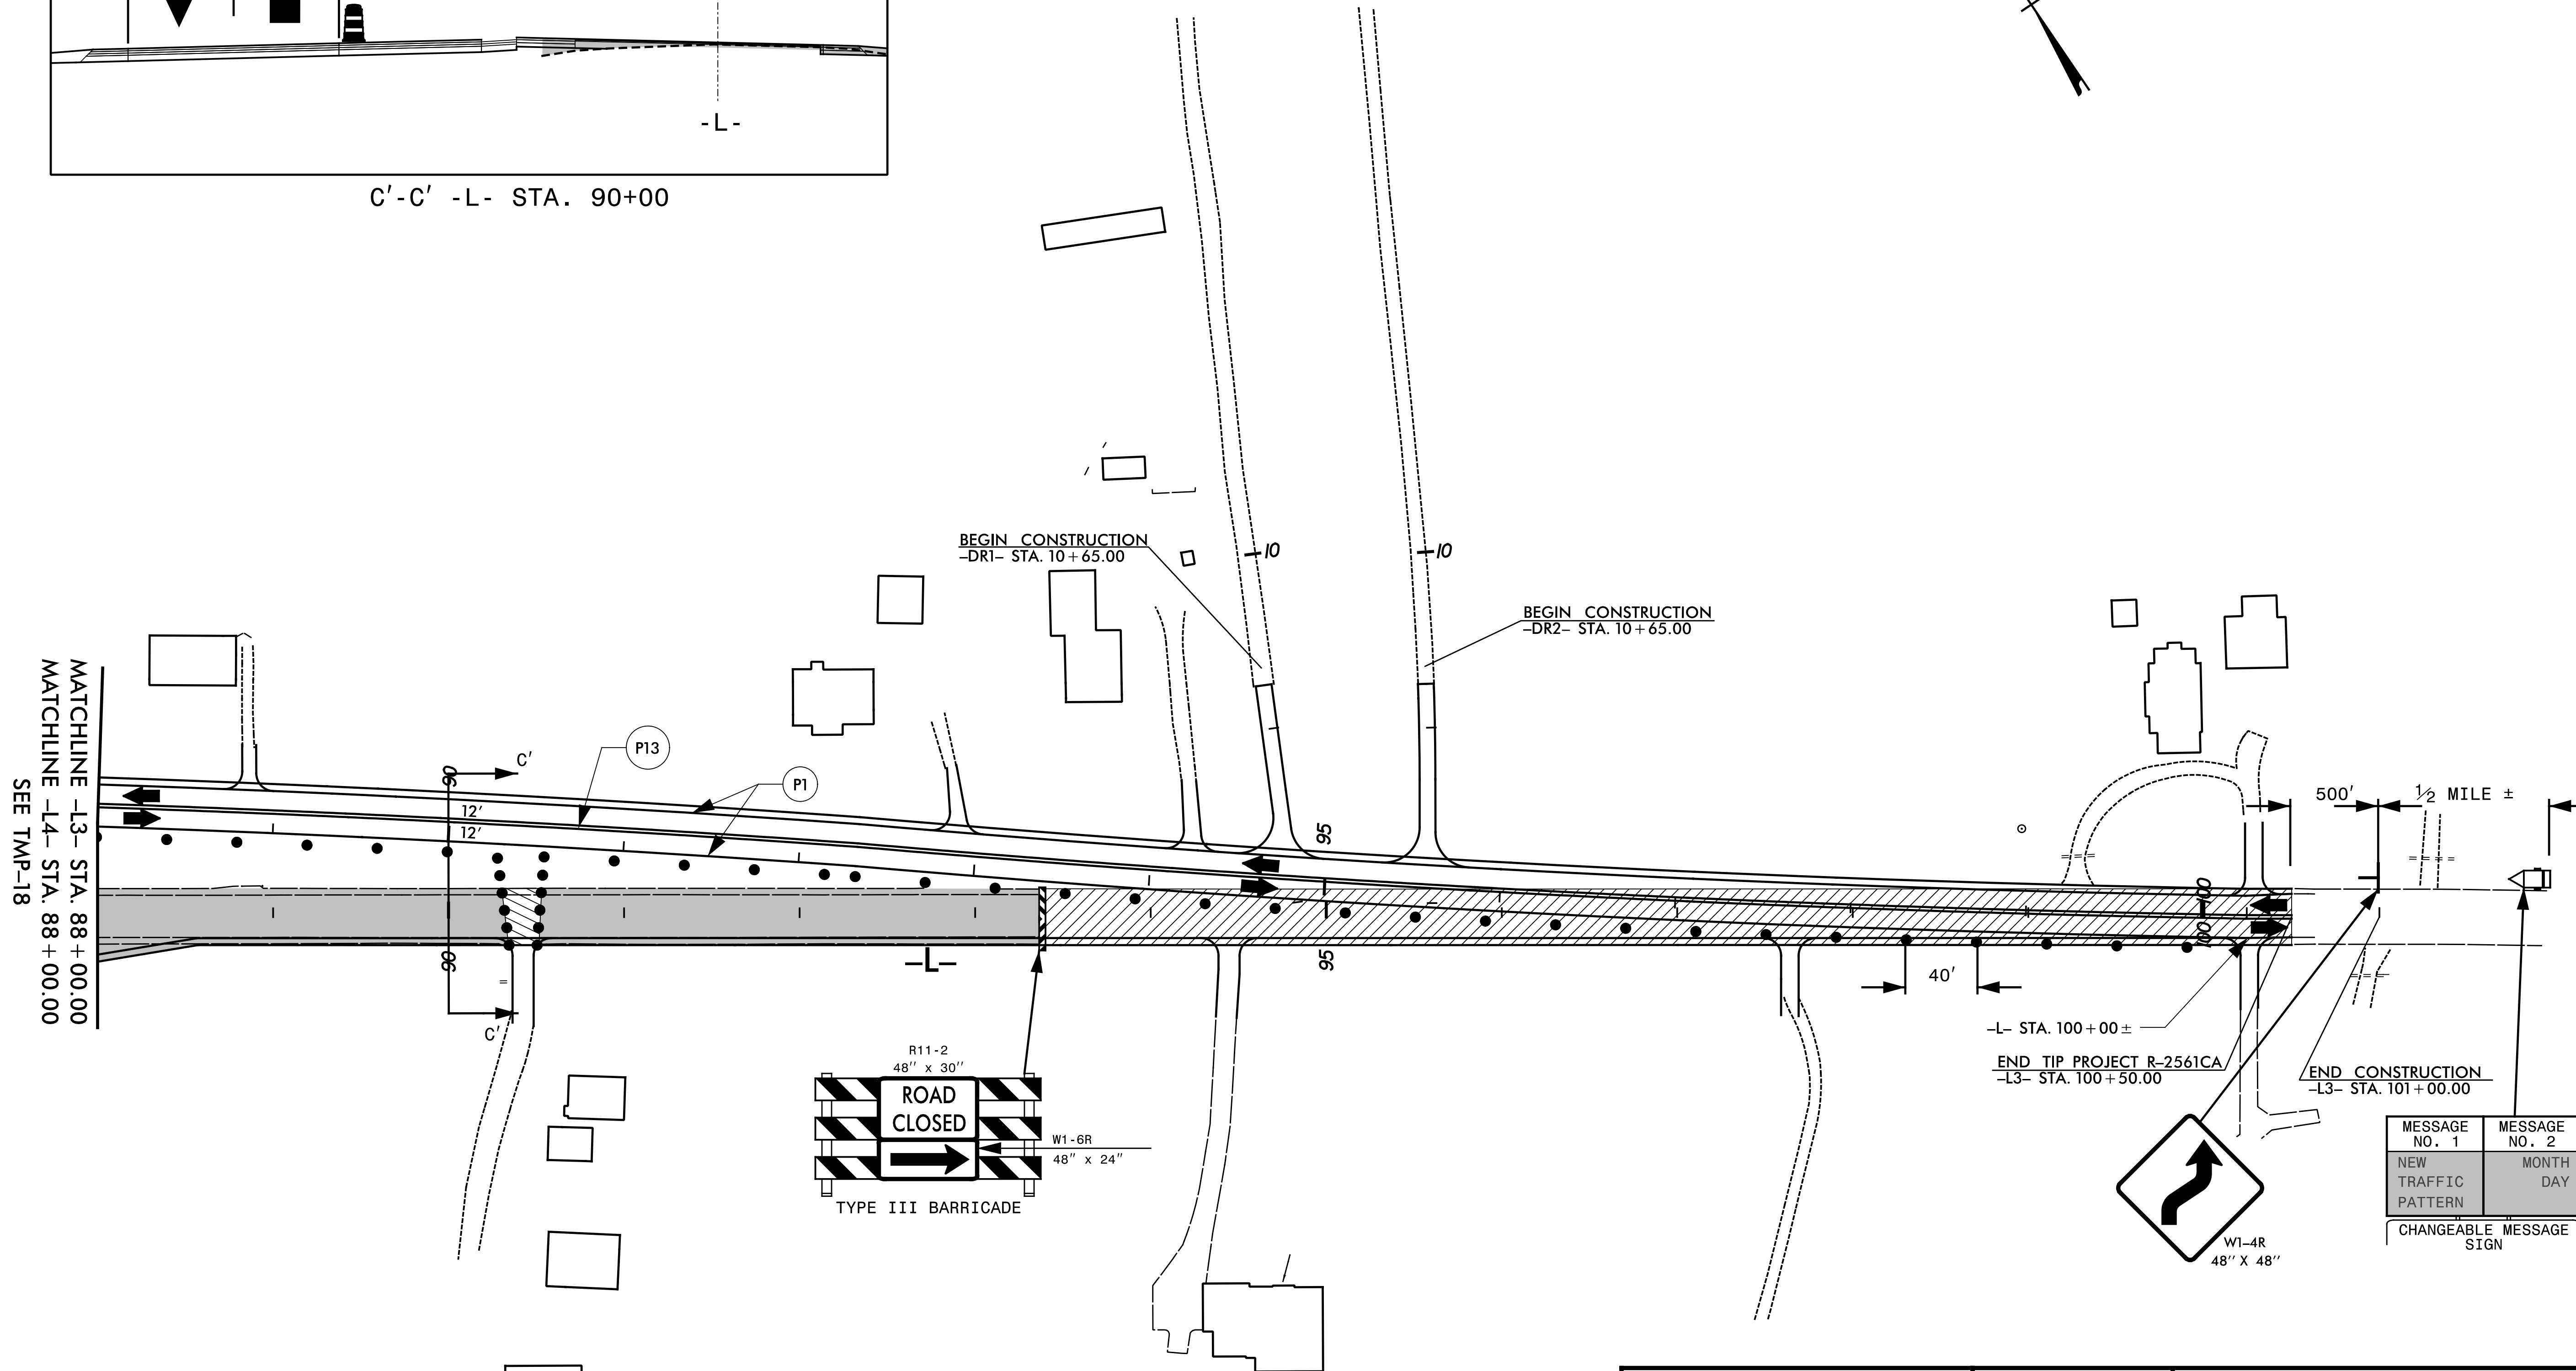 -L-
C'-C' -L- STA. 90+00
BEGIN CONSTRUCTION
-DR1- STA. 10+65.00
10
10
BEGIN CONSTRUCTION
-DR2- STA. 10+65.00
MATCHLINE -L3- STA. 88+00.00
MATCHLINE -L4- STA. 88+00.00
SEE TMP-18
P13
P1
C'
90
12'
12'
95
100
500'
1/2 MILE ±
90
-L-
95
100
40'
C'
-L- STA. 100+00±
END TIP PROJECT R-2561CA
-L3- STA. 100+50.00
END CONSTRUCTION
-L3- STA. 101+00.00
R11-2
48" x 30"
ROAD
CLOSED
W1-6R
48" x 24"
TYPE III BARRICADE
W1-4R
48" X 48"
MESSAGE NO. 1
MESSAGE NO. 2
NEW
TRAFFIC
PATTERN
MONTH
DAY
CHANGEABLE MESSAGE
SIGN